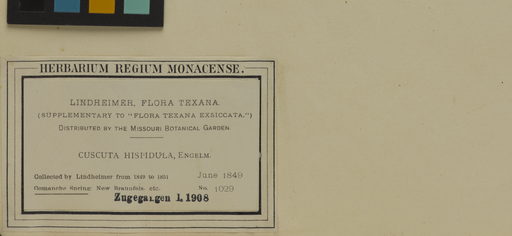 HERBARIUM REGIUM MONACENSE.
LINDHEIMER, FLORA TEXANA.
(SUPPLEMENTARY TO "FLORA TEXANA EXSICCATA.")
DISTRIBUTED BY THE MISSOURI BOTANICAL GARDEN
CUSCUTA HISPIDULA, ENGELM.
Collected by Lindheimer from 1849 to 1851 June 1849
Comanche Spring: New Braunfels, etc. No. 1029
Zugegangen 1, 1908